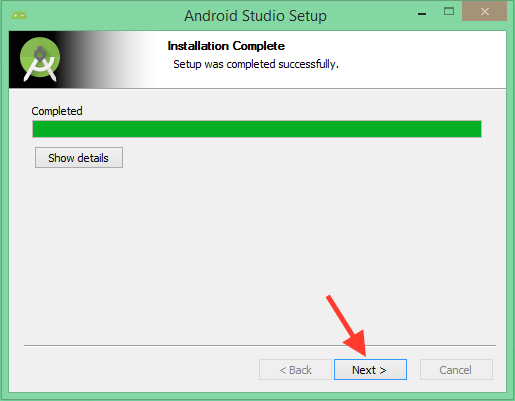 Android Studio Setup
Installation Complete
Setup was completed successfully.
Completed
Show details
< Back
Next >
Cancel